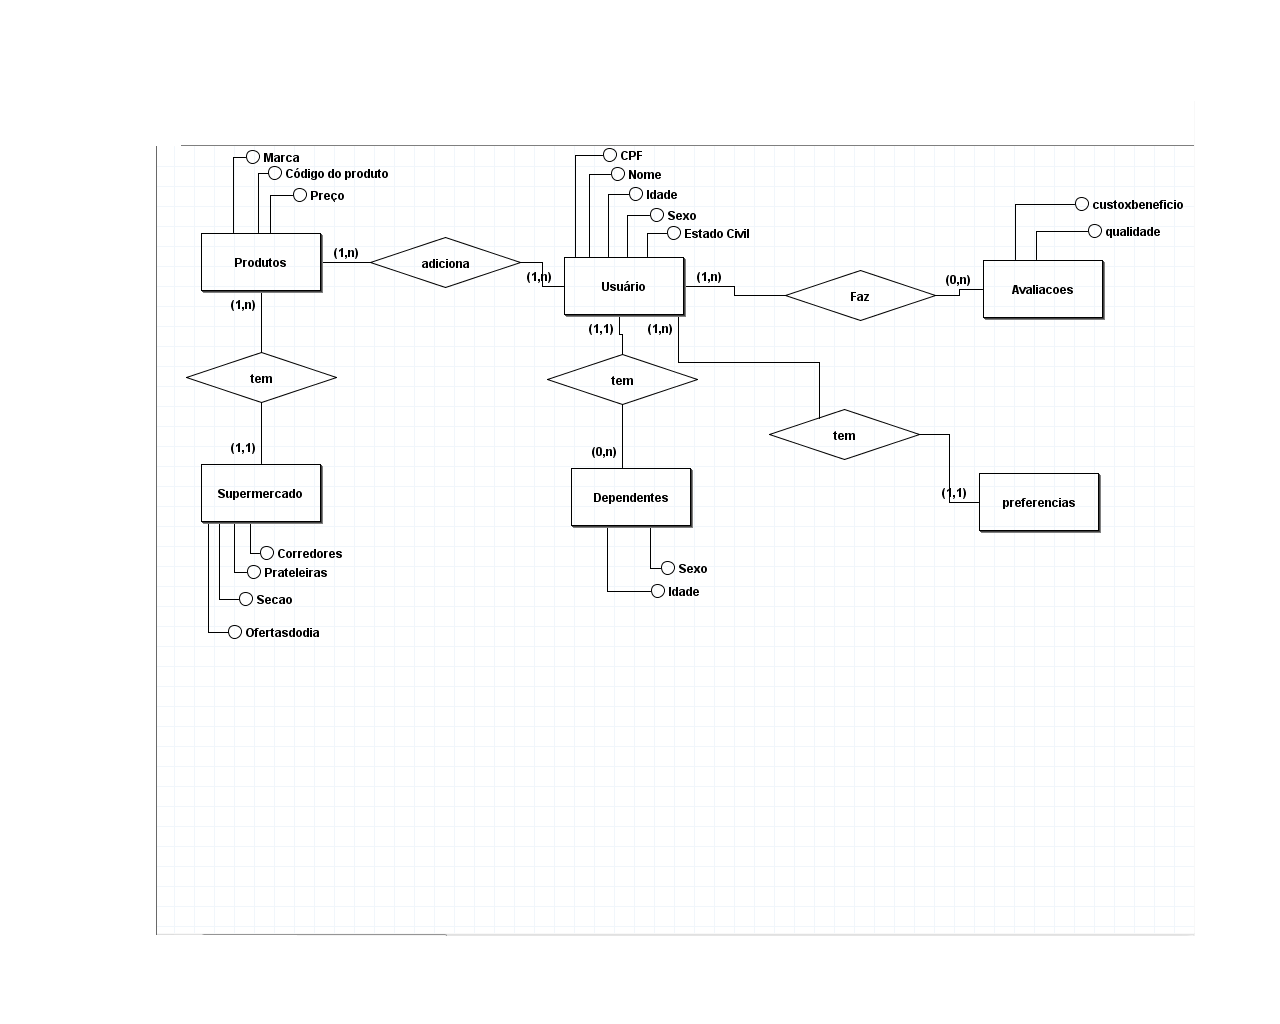 Marca
Código do produto
Preço
CPF
Nome
Idade
Sexo
Estado Civil
custoxbeneficio
qualidade
Produtos
(1,n)
adiciona
(1,n)
Usuário
(1,n)
Faz
(0,n)
Avaliacoes
(1,n)
(1,1)
(1,n)
tem
tem
tem
(1,1)
(0,n)
(1,1)
Supermercado
Dependentes
preferencias
Corredores
Prateleiras
Secao
Ofertasdodia
Sexo
Idade